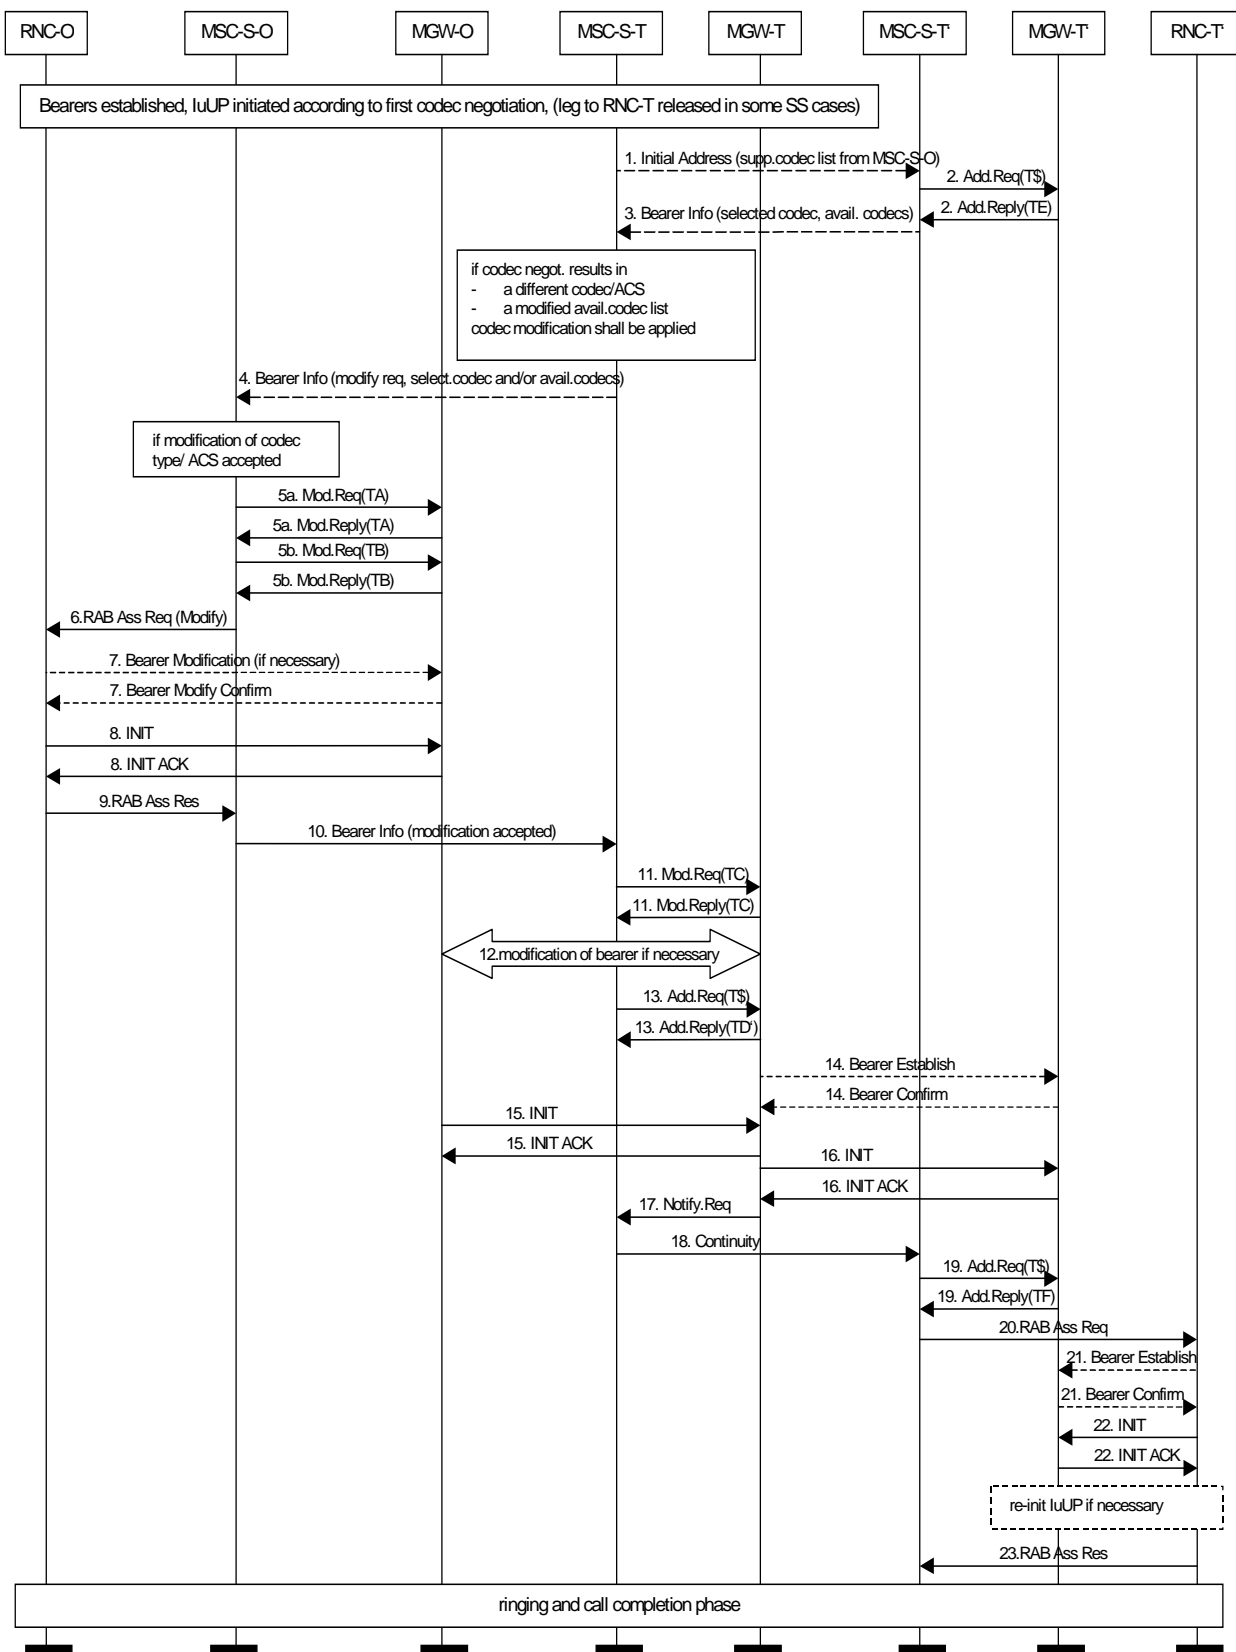 RNC-O
MSC-S-O
MGW-O
MSC-S-T
MGW-T
MSC-S-T'
MGW-T'
RNC-T'
Bearers established, IuUP initiated according to first codec negotiation, (leg to RNC-T released in some SS cases)
1. Initial Address (supp.codec list from MSC-S-O)
2. Add.Req(T$)
2. Add.Reply(TE)
3. Bearer Info (selected codec, avail. codecs)
if codec negot. results in
- a different codec/ACS
- a modified avail.codec list
codec modification shall be applied
4. Bearer Info (modify req, select.codec and/or avail.codecs)
if modification of codec
type/ ACS accepted
5a. Mod.Req(TA)
5a. Mod.Reply(TA)
5b. Mod.Req(TB)
5b. Mod.Reply(TB)
6.RAB Ass Req (Modify)
7. Bearer Modification (if necessary)
7. Bearer Modify Confirm
8. INIT
8. INIT ACK
9.RAB Ass Res
10. Bearer Info (modification accepted)
11. Mod.Req(TC)
11. Mod.Reply(TC)
12.modification of bearer if necessary
13. Add.Req(T$)
13. Add.Reply(TD')
14. Bearer Establish
14. Bearer Confirm
15. INIT
15. INIT ACK
16. INIT
16. INIT ACK
17. Notify.Req
18. Continuity
19. Add.Req(T$)
19. Add.Reply(TF)
20.RAB Ass Req
21. Bearer Establish
21. Bearer Confirm
22. INIT
22. INIT ACK
re-init IuUP if necessary
23.RAB Ass Res
ringing and call completion phase